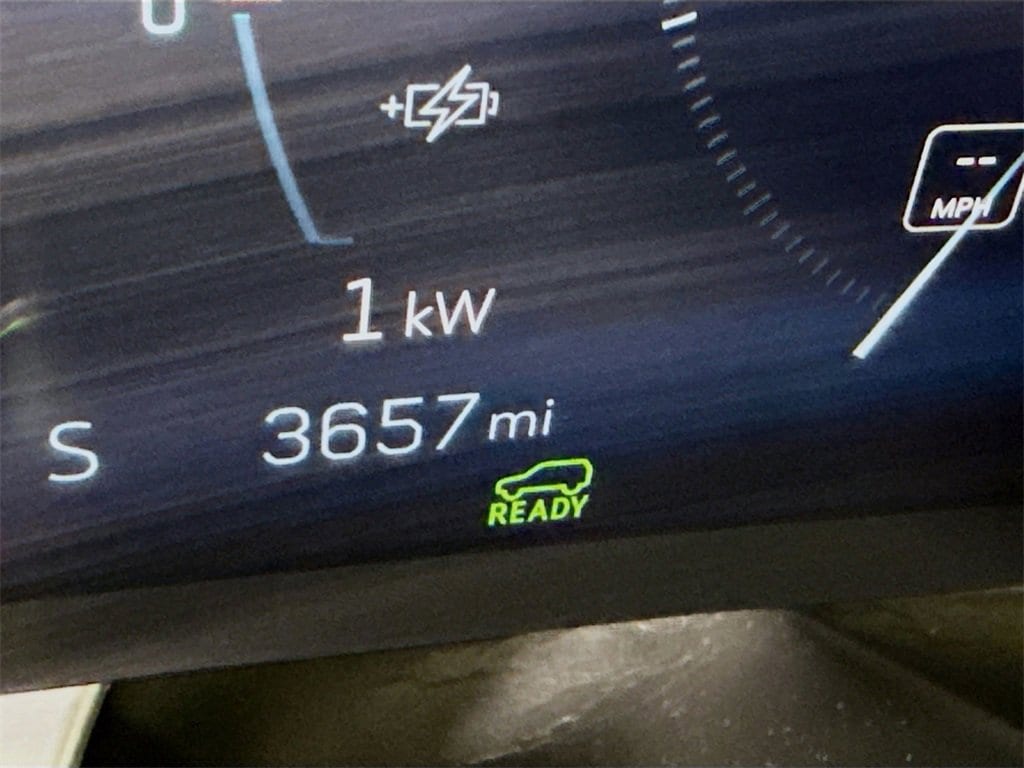 --
MPH
1 kW
S 3657 mi
READY